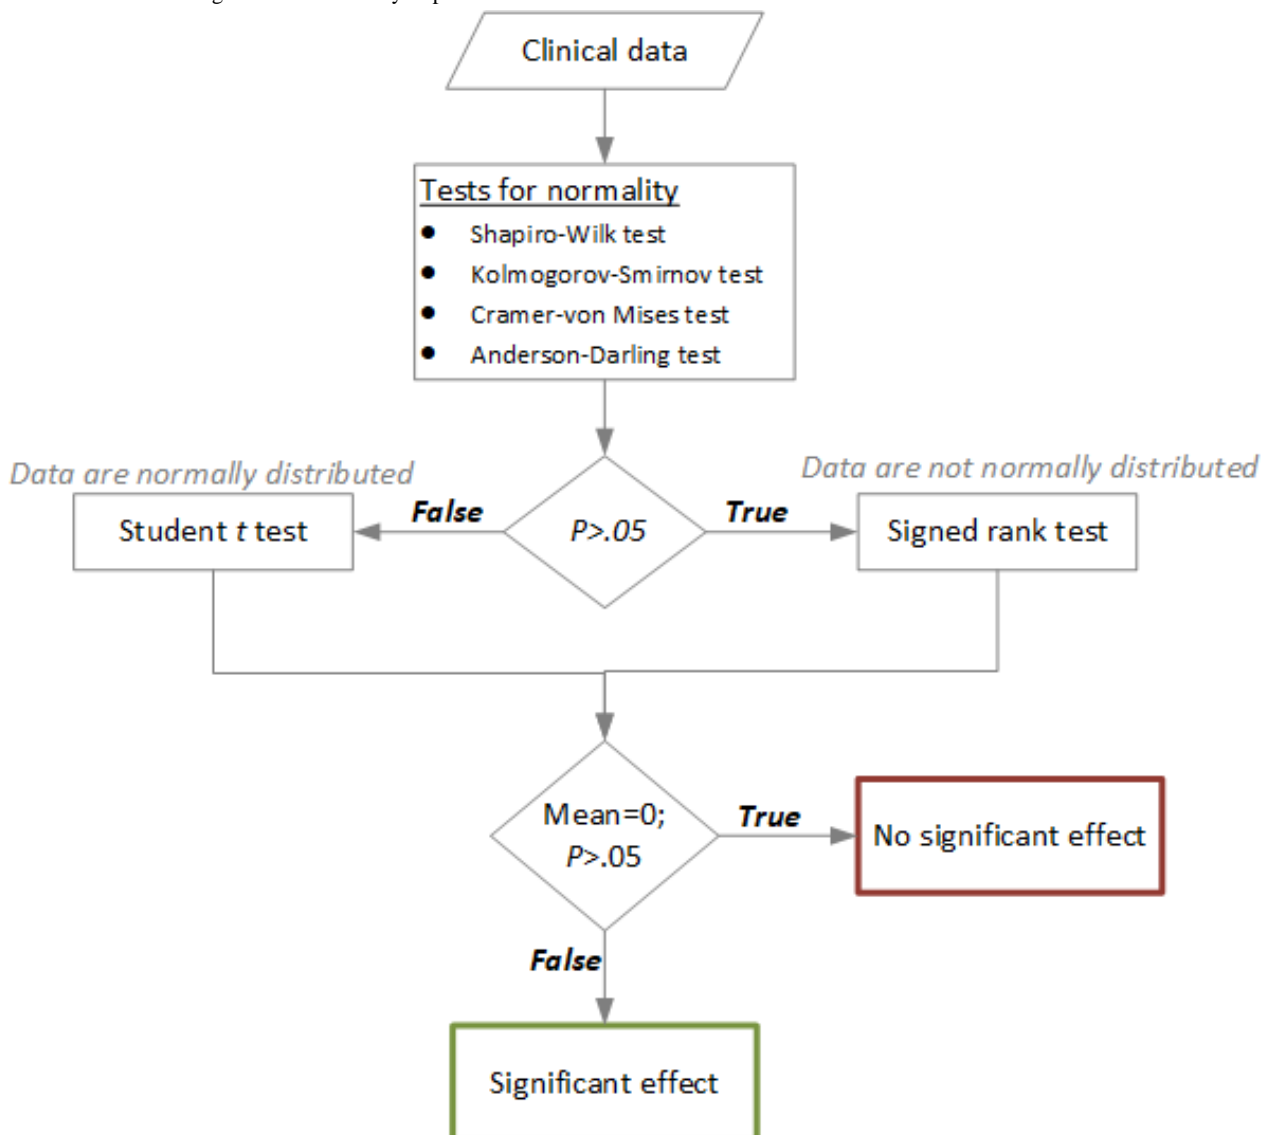 Clinical data
Tests for normality
● Shapiro-Wilk test
● Kolmogorov-Smirnov test
● Cramer-von Mises test
● Anderson-Darling test
Data are normally distributed
Data are not normally distributed
Student t test
False
P>.05
True
Signed rank test
Mean=0;
P>.05
True
No significant effect
False
Significant effect